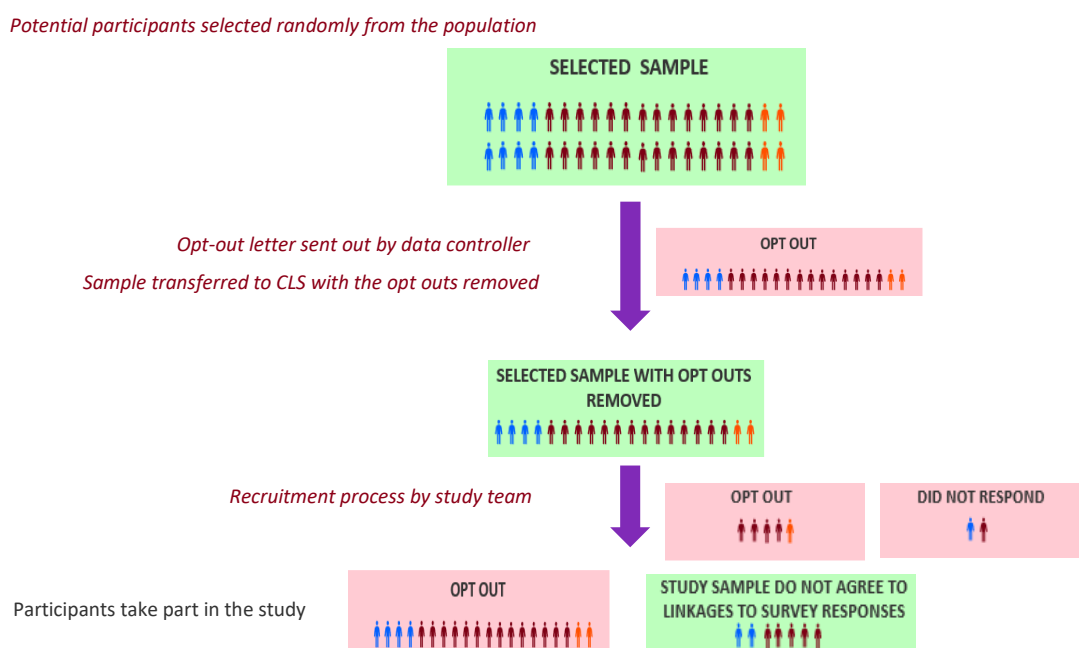 Potential participants selected randomly from the population
SELECTED SAMPLE
Opt-out letter sent out by data controller
Sample transferred to CLS with the opt outs removed
OPT OUT
SELECTED SAMPLE WITH OPT OUTS
REMOVED
Recruitment process by study team
OPT OUT
DID NOT RESPOND
Participants take part in the study
OPT OUT
STUDY SAMPLE DO NOT AGREE TO
LINKAGES TO SURVEY RESPONSES